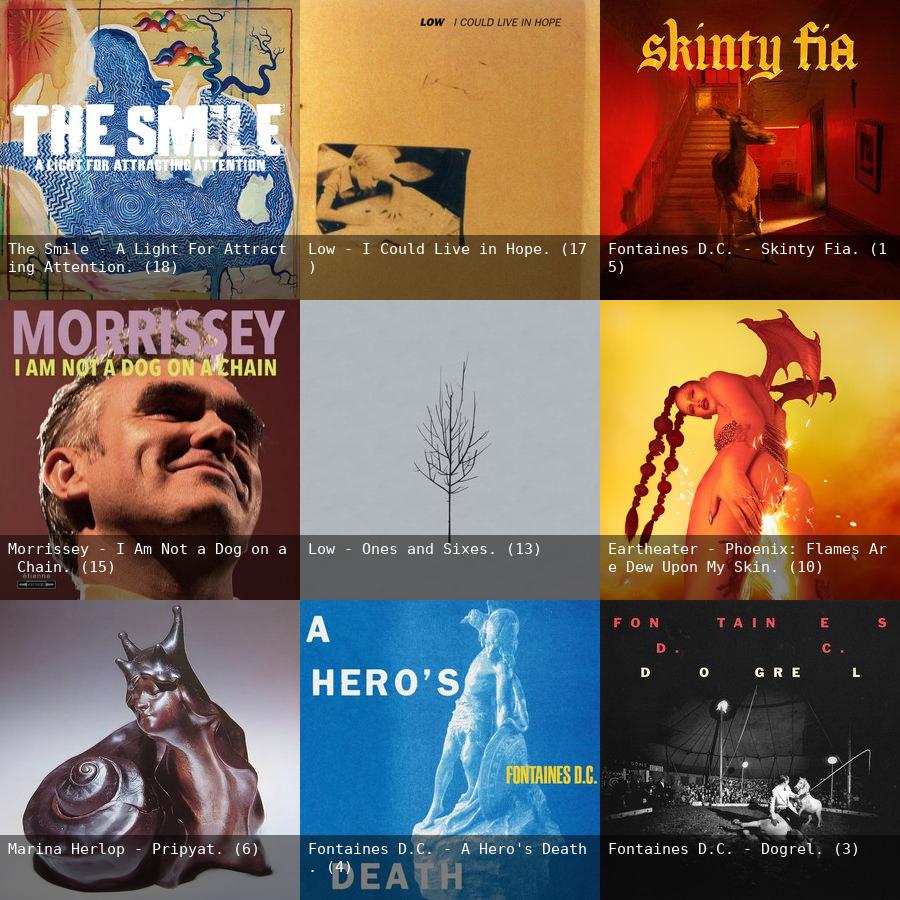 THE SMILE
A LIGHT FOR ATTRACTING ATTENTION
The Smile - A Light For Attract
ing Attention. (18)
LOW I COULD LIVE IN HOPE
Low - I Could Live in Hope. (17
)
skinty fia
Fontaines D.C. - Skinty Fia. (1
5)
MORRISSEY
I AM NOT A DOG ON A CHAIN
Morrissey - I Am Not a Dog on a
Chain. (15)
etienne
Low - Ones and Sixes. (13)
Eartheater - Phoenix: Flames Ar
e Dew Upon My Skin. (10)
Marina Herlop - Pripyat. (6)
A
HERO'S
FONTAINES D.C.
Fontaines D.C. - A Hero's Death
. (4)
DEATH
FONTAINES
D. C.
DOGREL
Fontaines D.C. - Dogrel. (3)